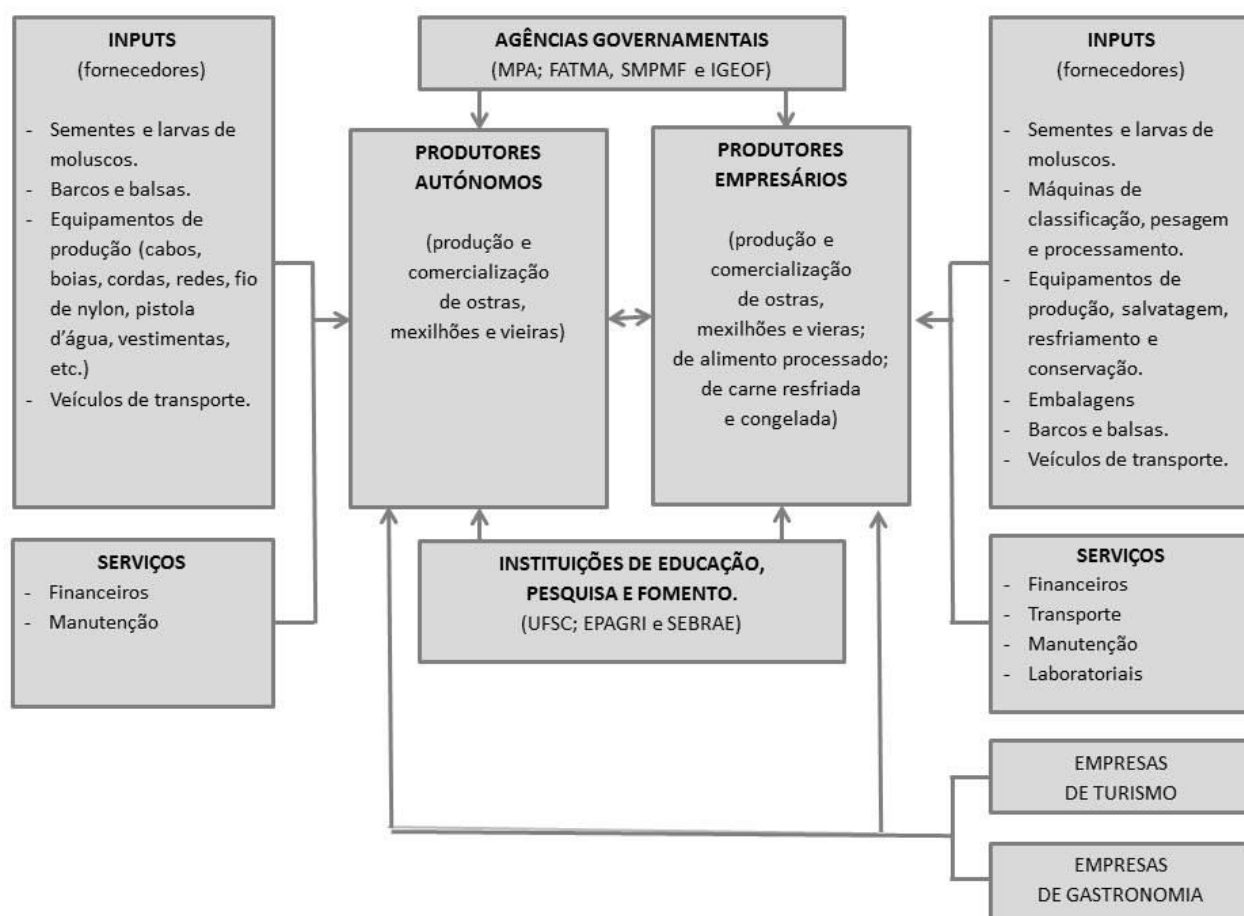 INPUTS
(fornecedores)
- Sementes e larvas de
moluscos.
- Barcos e balsas.
- Equipamentos de
produção (cabos,
boias, cordas, redes, fio
de nylon, pistola
d’água, vestimentas,
etc.)
- Veículos de transporte.
SERVIÇOS
- Financeiros
- Manutenção
AGÊNCIAS GOVERNAMENTAIS
(MPA; FATMA, SMPMF e IGEOF)
PRODUTORES
AUTÓNOMOS
(produção e
comercialização
de ostras,
mexilhões e vieiras)
PRODUTORES
EMPRESÁRIOS
(produção e
comercialização
de ostras,
mexilhões e vieras;
de alimento processado;
de carne resfriada
e congelada)
INSTITUIÇÕES DE EDUCAÇÃO,
PESQUISA E FOMENTO.
(UFSC; EPAGRI e SEBRAE)
INPUTS
(fornecedores)
- Sementes e larvas de
moluscos.
- Máquinas de
classificação, pesagem
e processamento.
- Equipamentos de
produção, salvatagem,
resfriamento e
conservação.
- Embalagens
- Barcos e balsas.
- Veículos de transporte.
SERVIÇOS
- Financeiros
- Transporte
- Manutenção
- Laboratoriais
EMPRESAS
DE TURISMO
EMPRESAS
DE GASTRONOMIA